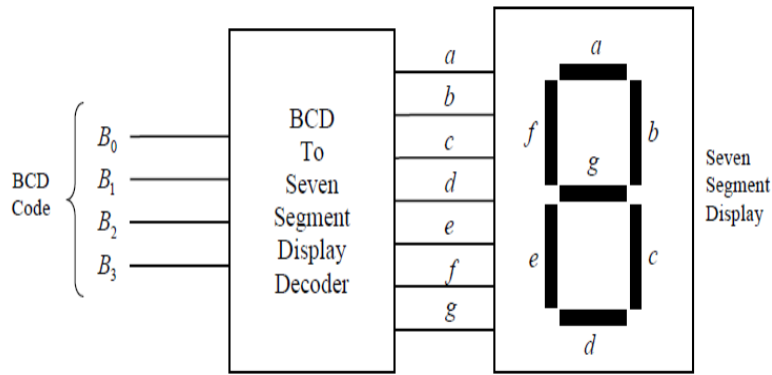 BCD
Code
B₀
B₁
B₂
B₃
BCD
To
Seven
Segment
Display
Decoder
a
b
c
d
e
f
g
a
f
b
g
e
c
d
Seven
Segment
Display